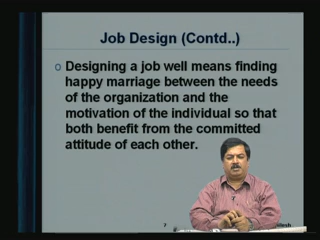 Job Design (Contd..)
o Designing a job well means finding
happy marriage between the needs
of the organization and the
motivation of the individual so that
both benefit from the committed
attitude of each other.
7